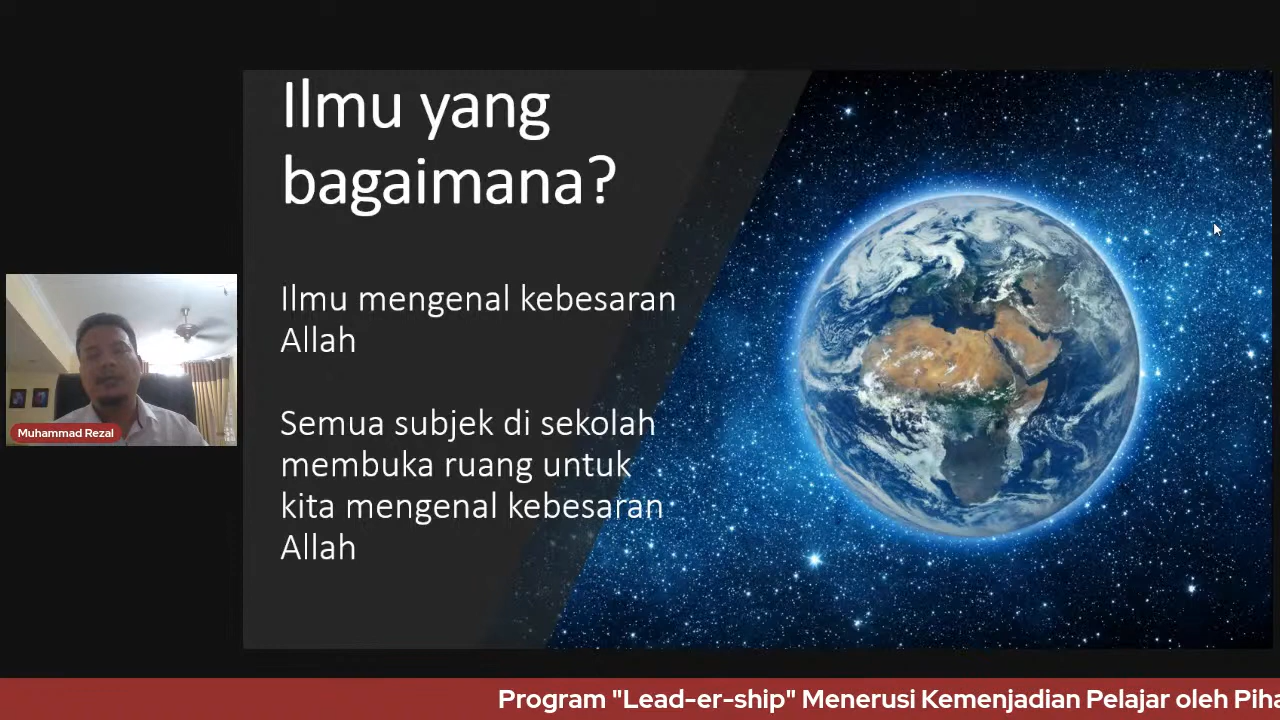 Ilmu yang
bagaimana?
Ilmu mengenal kebesaran
Allah
Semua subjek di sekolah
membuka ruang untuk
kita mengenal kebesaran
Allah
Muhammad Rezal
Program "Lead-er-ship" Menerusi Kemenjadian Pelajar oleh Piha